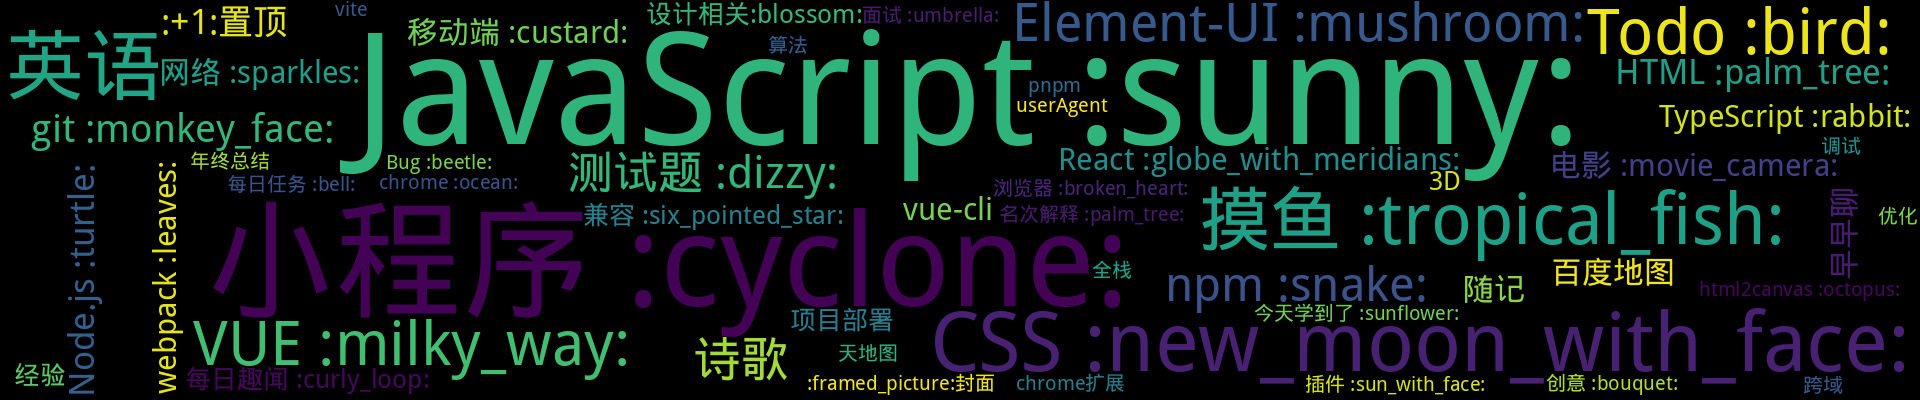 :+1:置顶
vite
移动端 :custard:
设计相关:blossom:
面试 :umbrella:
Element-UI :mushroom:
Todo :bird:
英语
网络 :sparkles:
JavaScript :sunny:
算法
pnpm
userAgent
HTML :palm_tree:
TypeScript :rabbit:
git :monkey_face:
年终总结
Bug :beetle:
测试题 :dizzy:
React :globe_with_meridians:
电影 :movie_camera:
调试
每日任务 :bell:
chrome :ocean:
浏览器 :broken_heart:
3D
Node.js :turtle:
webpack :leaves:
小程序 :cyclone:
兼容 :six_pointed_star:
vue-cli
名次解释 :palm_tree:
摸鱼 :tropical_fish:
优化
全栈
npm :snake:
随记
百度地图
html2canvas :octopus:
今天学到了 :sunflower:
VUE :milky_way:
项目部署
CSS :new_moon_with_face:
诗歌
天地图
经验
每日趣闻 :curly_loop:
:framed_picture:封面
chrome扩展
插件 :sun_with_face:
创意 :bouquet:
跨域